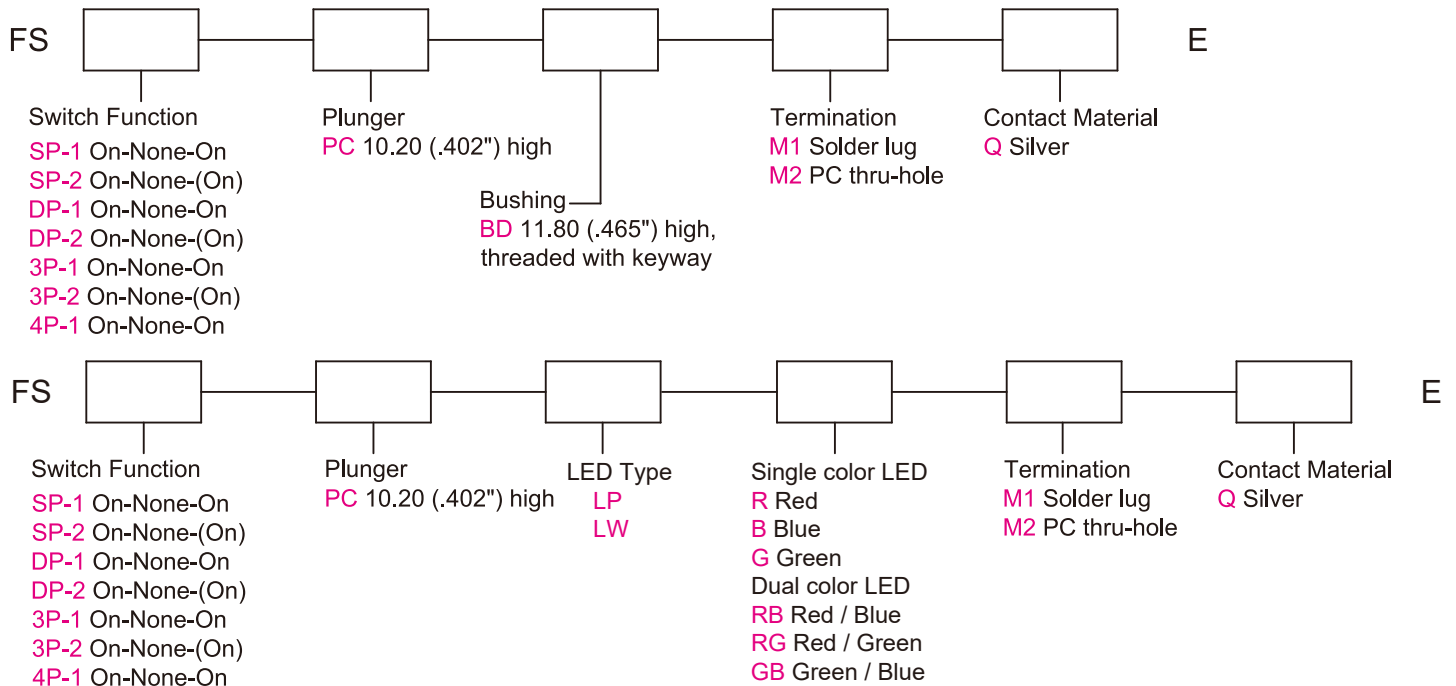 FS
E
Switch Function
SP-1 On-None-On
SP-2 On-None-(On)
DP-1 On-None-On
DP-2 On-None-(On)
3P-1 On-None-On
3P-2 On-None-(On)
4P-1 On-None-On
Plunger
PC 10.20 (.402") high
Bushing
BD 11.80 (.465") high,
threaded with keyway
Termination
M1 Solder lug
M2 PC thru-hole
Contact Material
Q Silver
FS
E
Switch Function
SP-1 On-None-On
SP-2 On-None-(On)
DP-1 On-None-On
DP-2 On-None-(On)
3P-1 On-None-On
3P-2 On-None-(On)
4P-1 On-None-On
Plunger
PC 10.20 (.402") high
LED Type
LP
LW
Single color LED
R Red
B Blue
G Green
Dual color LED
RB Red / Blue
RG Red / Green
GB Green / Blue
Termination
M1 Solder lug
M2 PC thru-hole
Contact Material
Q Silver